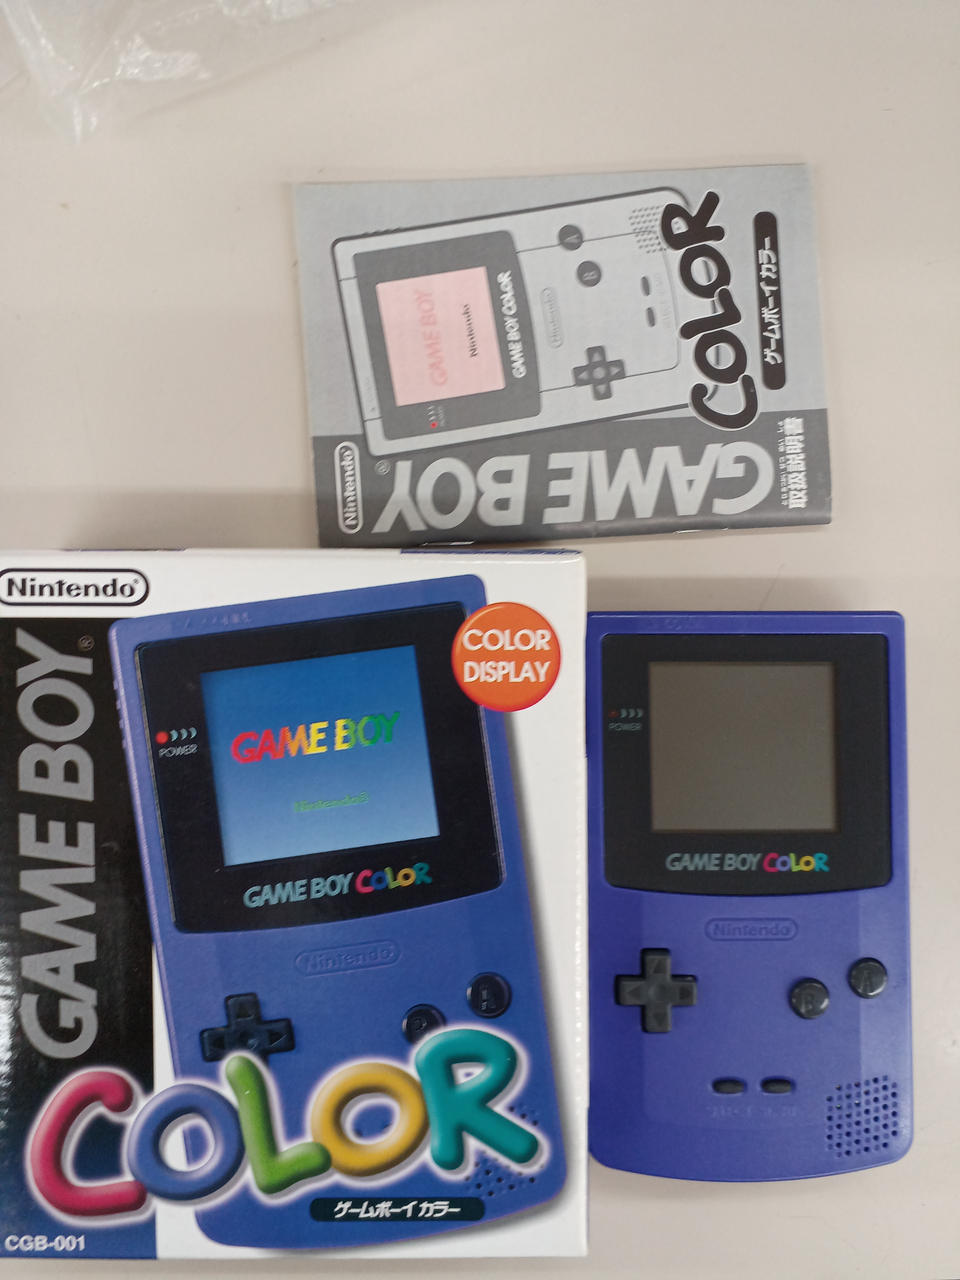 Nintendo®
GAME BOY
COLOR
ゲームボーイカラー
取扱説明書
GAME BOY
Nintendo
GAME BOY COLOR
Nintendo
A
B
Nintendo®
GAME BOY®
COLOR
DISPLAY
POWER
GAME BOY
Nintendo®
GAME BOY COLOR
Nintendo
A
COLOR
ゲームボーイカラー
CGB-001
POWER
GAME BOY COLOR
Nintendo
B
A